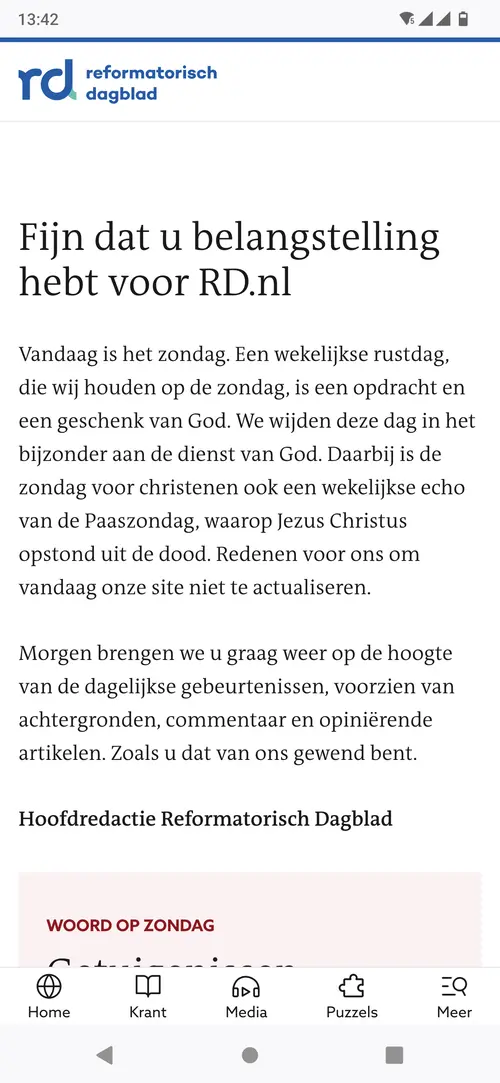 13:42
reformatorisch
dagblad
Fijn dat u belangstelling
hebt voor RD.nl
Vandaag is het zondag. Een wekelijkse rustdag,
die wij houden op de zondag, is een opdracht en
een geschenk van God. We wijden deze dag in het
bijzonder aan de dienst van God. Daarbij is de
zondag voor christenen ook een wekelijkse echo
van de Paaszondag, waarop Jezus Christus
opstond uit de dood. Redenen voor ons om
vandaag onze site niet te actualiseren.
Morgen brengen we u graag weer op de hoogte
van de dagelijkse gebeurtenissen, voorzien van
achtergronden, commentaar en opiniërende
artikelen. Zoals u dat van ons gewend bent.
Hoofdredactie Reformatorisch Dagblad
WOORD OP ZONDAG
Getuigenissen
Home
Krant
Media
Puzzels
Meer